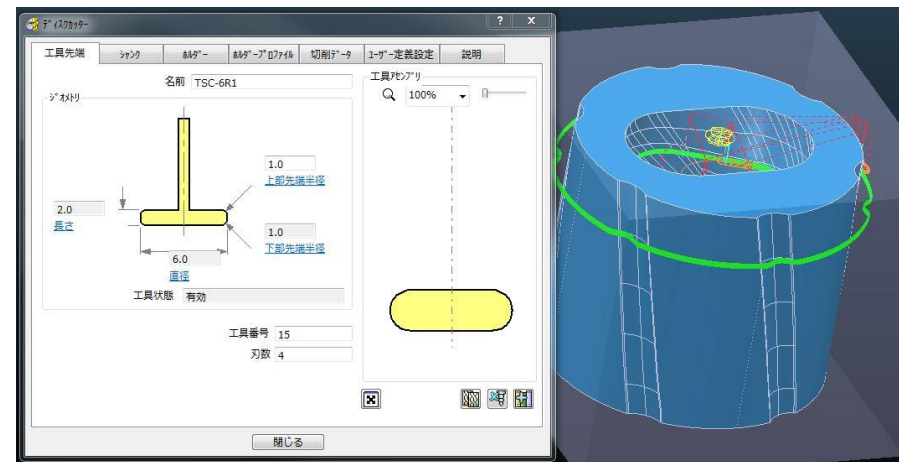 ﾃﾞｨｽｸｶｯﾀｰ
? x
工具先端 ｼｬﾝｸ ﾎﾙﾀﾞｰ ﾎﾙﾀﾞｰﾌﾟﾛﾌｧｲﾙ 切削ﾃﾞｰﾀ ﾕｰｻﾞｰ定義設定 説明
名前 TSC-6R1
ｼﾞｵﾒﾄﾘ
1.0
上部先端半径
2.0
長さ
1.0
下部先端半径
6.0
直径
工具状態 有効
工具番号 15
刃数 4
工具ｱｾﾝﾌﾞﾘ
100%
閉じる